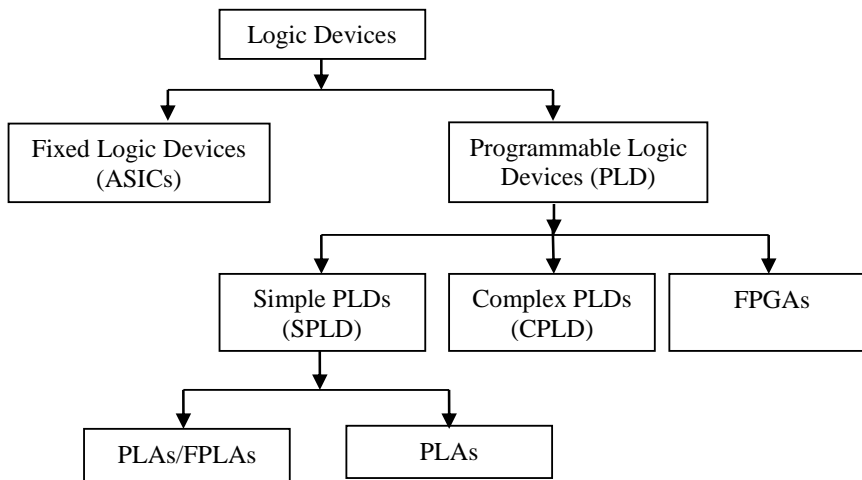 Logic Devices
Fixed Logic Devices
(ASICs)
Programmable Logic
Devices (PLD)
Simple PLDs
(SPLD)
Complex PLDs
(CPLD)
FPGAs
PLAs/FPLAs
PLAs